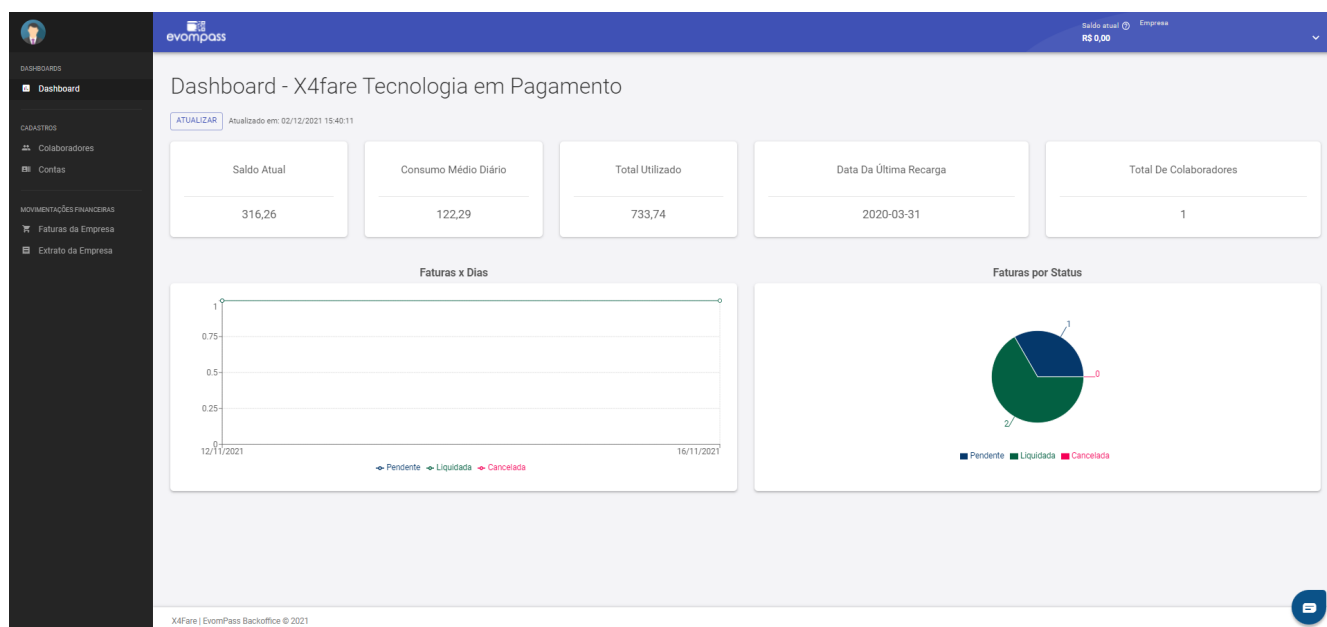 evompass
Saldo atual
Empresa
R$ 0,00
DASHBOARDS
Dashboard
CADASTROS
Colaboradores
Contas
MOVIMENTAÇÕES FINANCEIRAS
Faturas da Empresa
Extrato da Empresa
Dashboard - X4fare Tecnologia em Pagamento
ATUALIZAR Atualizado em: 02/12/2021 15:40:11
Saldo Atual
316,26
Consumo Médio Diário
122,29
Total Utilizado
733,74
Data Da Última Recarga
2020-03-31
Total De Colaboradores
1
Faturas x Dias
1
0.75
0.5
0.25
0
12/11/2021 16/11/2021
Pendente Liquidada Cancelada
Faturas por Status
1
0
2
Pendente Liquidada Cancelada
X4Fare | EvomPass Backoffice © 2021